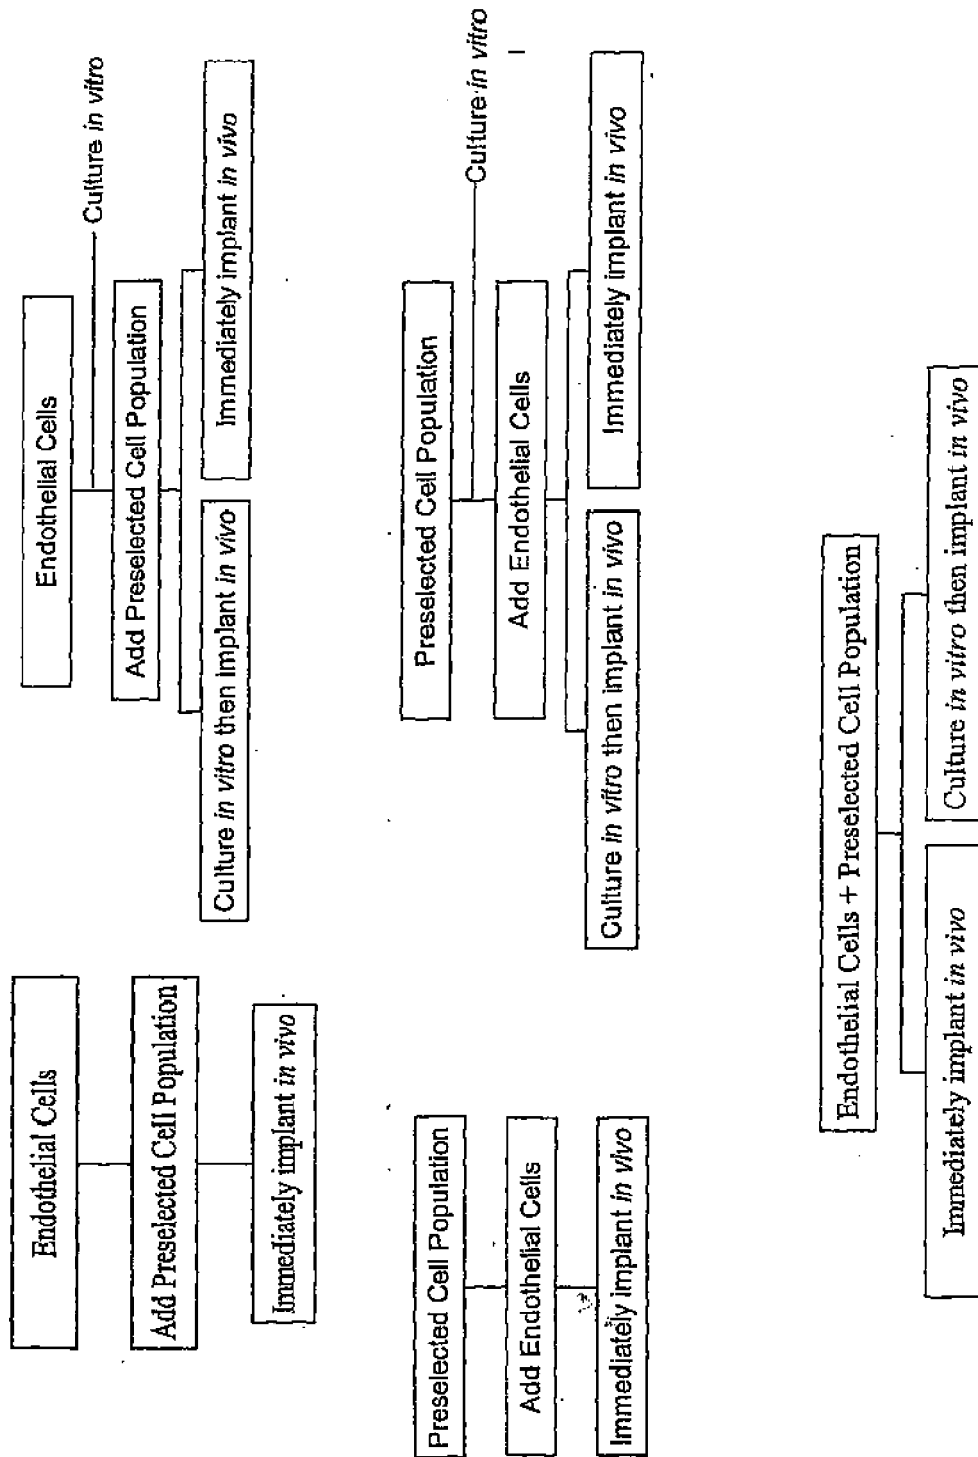 Endothelial Cells
Add Preselected Cell Population
Immediately implant in vivo
Endothelial Cells
Culture in vitro
Add Preselected Cell Population
Culture in vitro then implant in vivo
Immediately implant in vivo
Preselected Cell Population
Add Endothelial Cells
Immediately implant in vivo
Preselected Cell Population
Culture in vitro
Add Endothelial Cells
Culture in vitro then implant in vivo
Immediately implant in vivo
Endothelial Cells + Preselected Cell Population
Immediately implant in vivo
Culture in vitro then implant in vivo